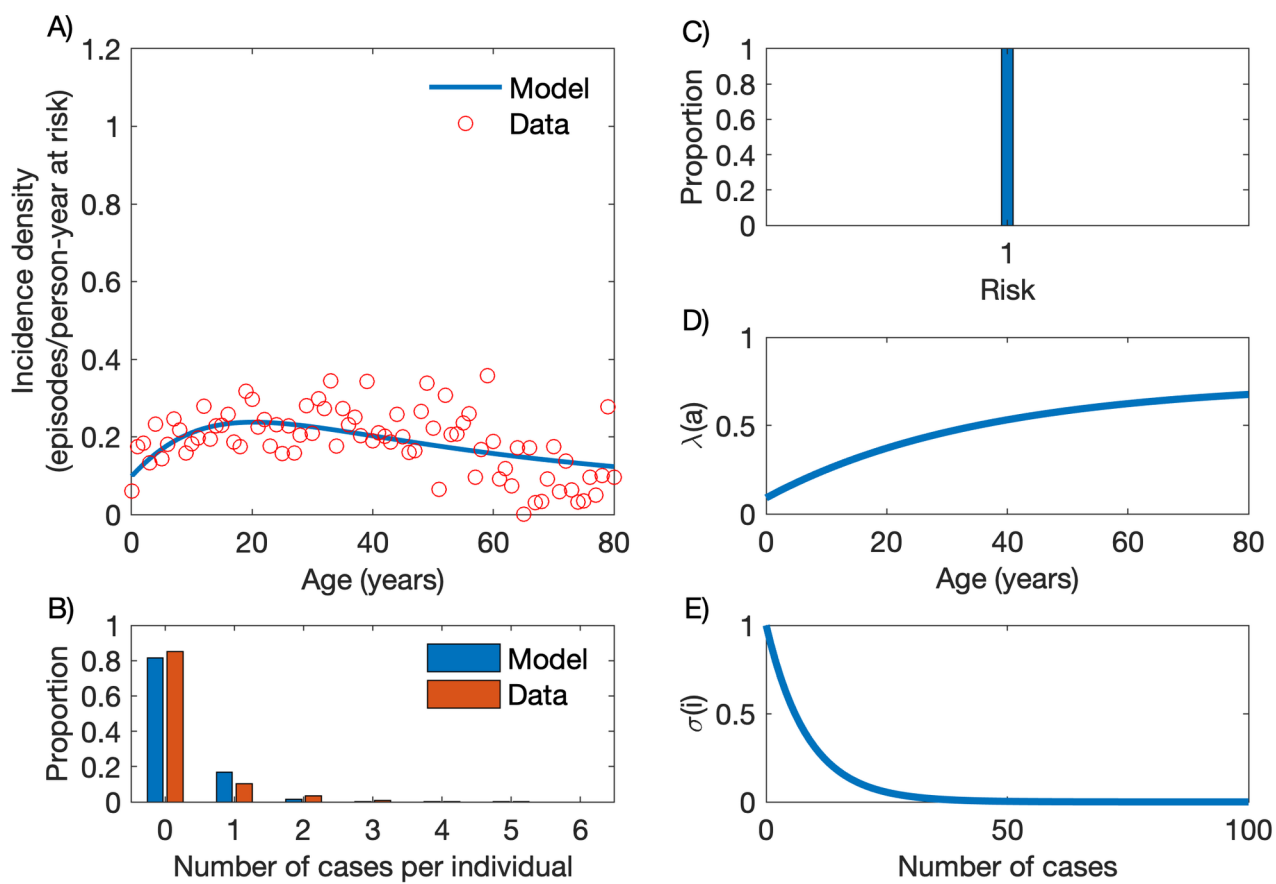 A)
Incidence density
(episodes/person-year at risk)
1.2
1
0.8
0.6
0.4
0.2
0
Model
Data
0 20 40 60 80
Age (years)
B)
Proportion
1
0.8
0.6
0.4
0.2
0
Model
Data
0 1 2 3 4 5 6
Number of cases per individual
C)
Proportion
1
0.8
0.6
0.4
0.2
0
1
Risk
D)
λ(a)
1
0.5
0
0 20 40 60 80
Age (years)
E)
σ(i)
1
0.5
0
0 50 100
Number of cases